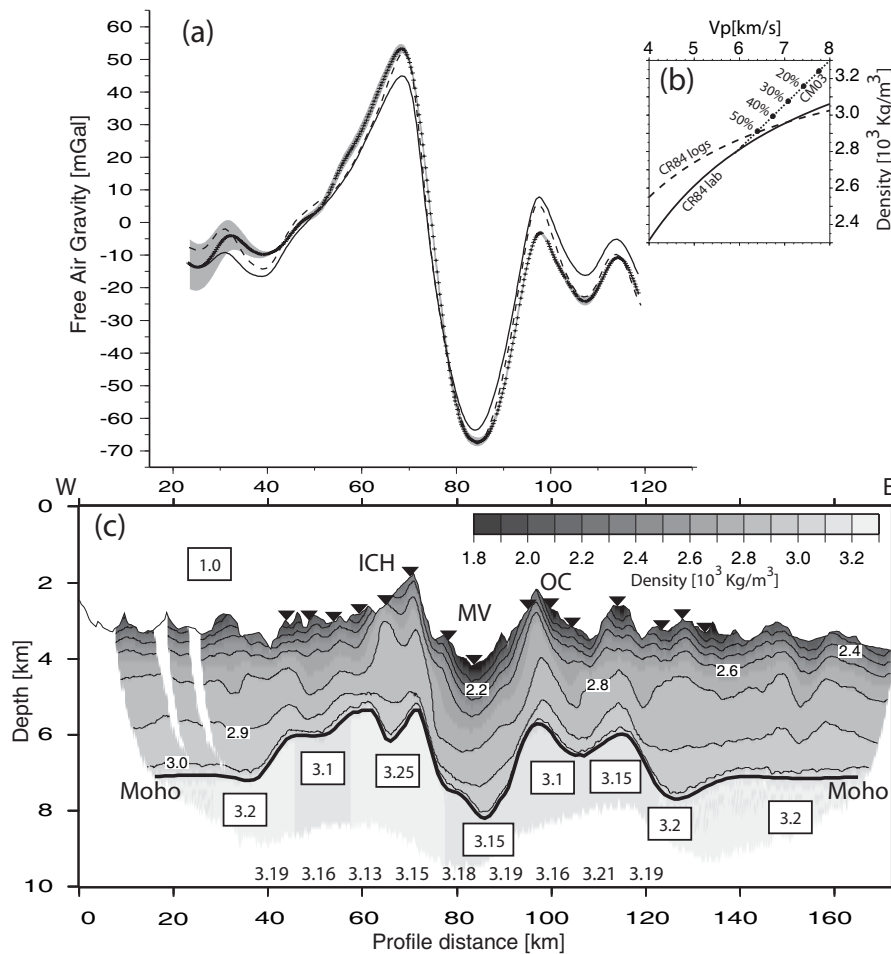 (a)
Free Air Gravity [mGal]
60
50
40
30
20
10
0
-10
-20
-30
-40
-50
-60
-70
20 40 60 80 100 120
Vp[km/s]
4 5 6 7 8
(b)
20%
30%
40%
50%
CM03
CR84 logs
CR84 lab
3.2
3.0
2.8
2.6
2.4
Density [10³ Kg/m³]
W
E
(c)
1.0
ICH
MV
OC
1.8 2.0 2.2 2.4 2.6 2.8 3.0 3.2
Density [10³ Kg/m³]
Depth [km]
0
2
4
6
8
10
2.2
2.4
2.6
2.8
2.9
3.0
Moho
Moho
3.2
3.1
3.25
3.15
3.1
3.15
3.2
3.2
3.19 3.16 3.13 3.15 3.18 3.19 3.16 3.21 3.19
0 20 40 60 80 100 120 140 160
Profile distance [km]